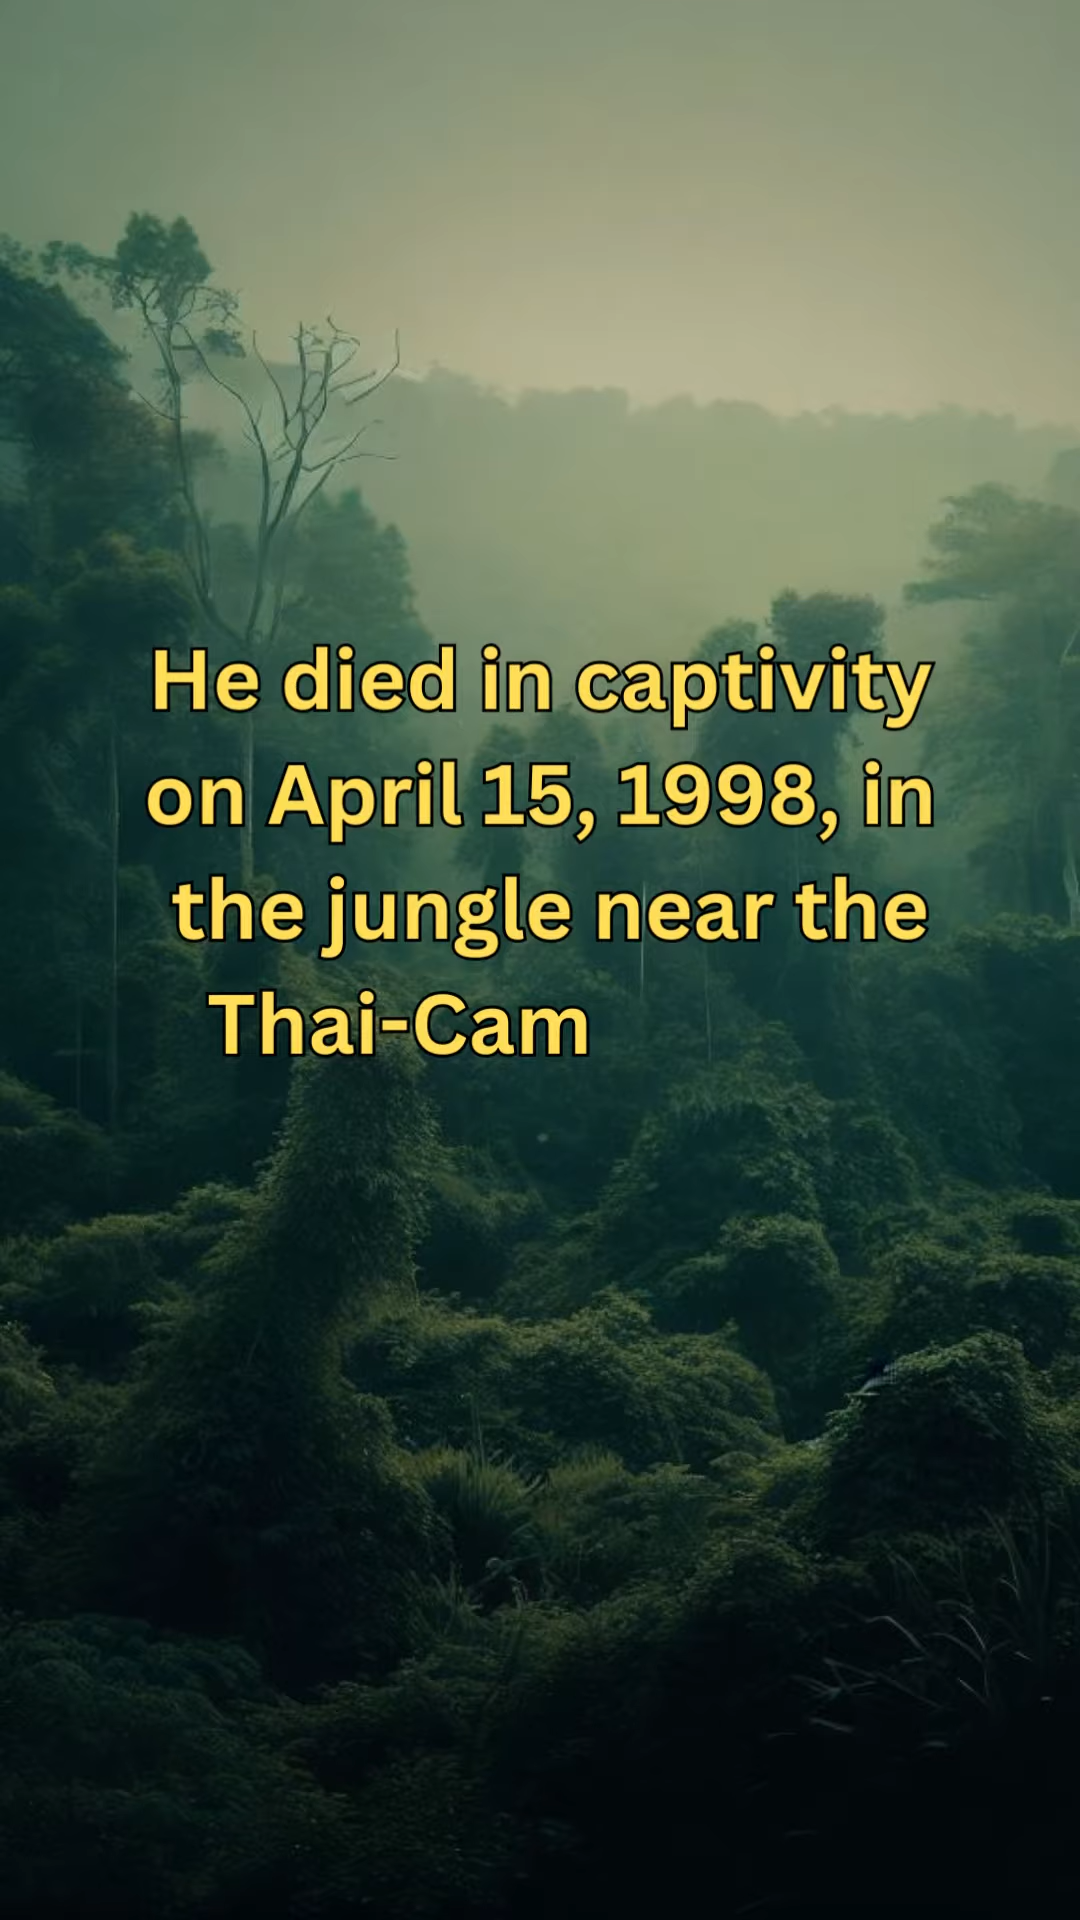 He died in captivity
on April 15, 1998, in
the jungle near the
Thai-Cam